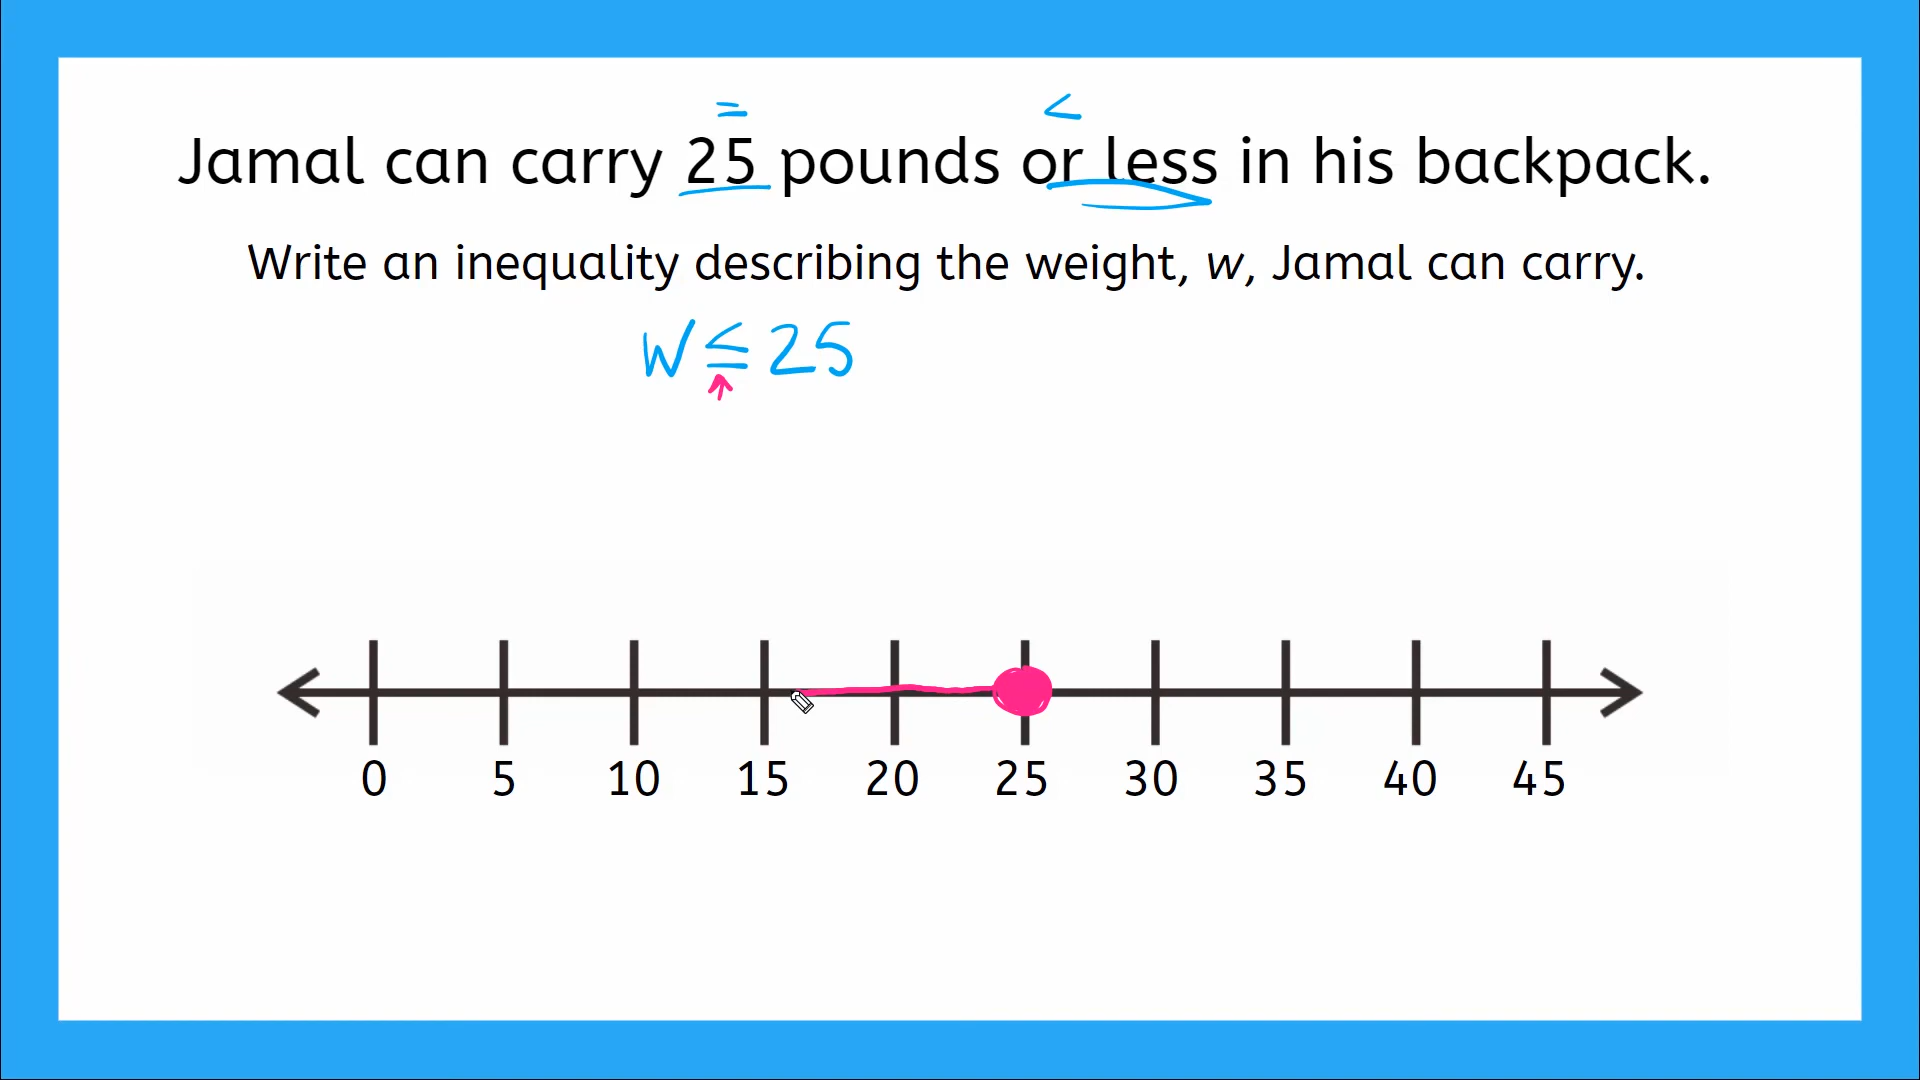 = <
Jamal can carry 25 pounds or less in his backpack.
Write an inequality describing the weight, w, Jamal can carry.
W ≤ 25
0 5 10 15 20 25 30 35 40 45